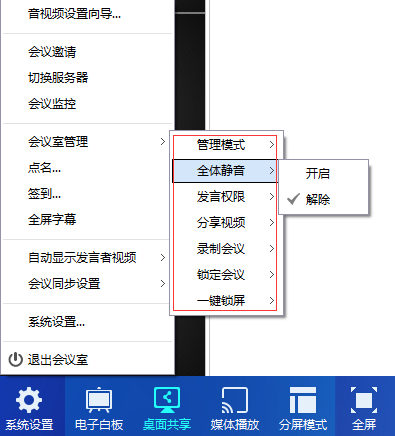 音视频设置向导...
会议邀请
切换服务器
会议监控
会议室管理
点名...
签到...
全屏字幕
自动显示发言者视频
会议同步设置
系统设置...
退出会议室
管理模式
全体静音
发言权限
分享视频
录制会议
锁定会议
一键锁屏
开启
解除
系统设置
电子白板
桌面共享
媒体播放
分屏模式
全屏